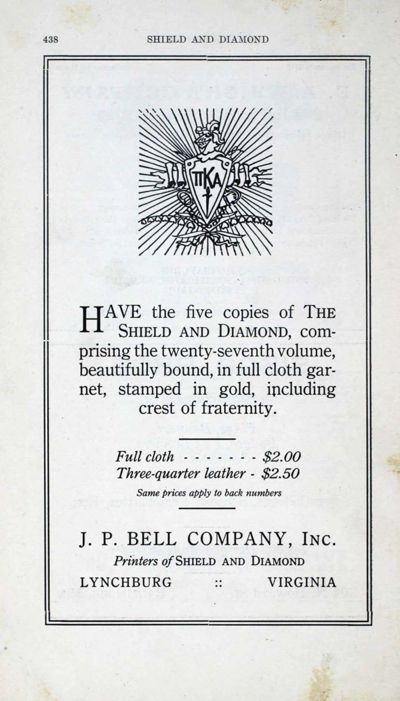 438 SHIELD AND DIAMOND
ΠΚΑ
HAVE the five copies of THE
SHIELD AND DIAMOND, com-
prising the twenty-seventh volume,
beautifully bound, in full cloth gar-
net, stamped in gold, including
crest of fraternity.
Full cloth - - - - - - - $2.00
Three-quarter leather - $2.50
Same prices apply to back numbers
J. P. BELL COMPANY, INC.
Printers of SHIELD AND DIAMOND
LYNCHBURG :: VIRGINIA